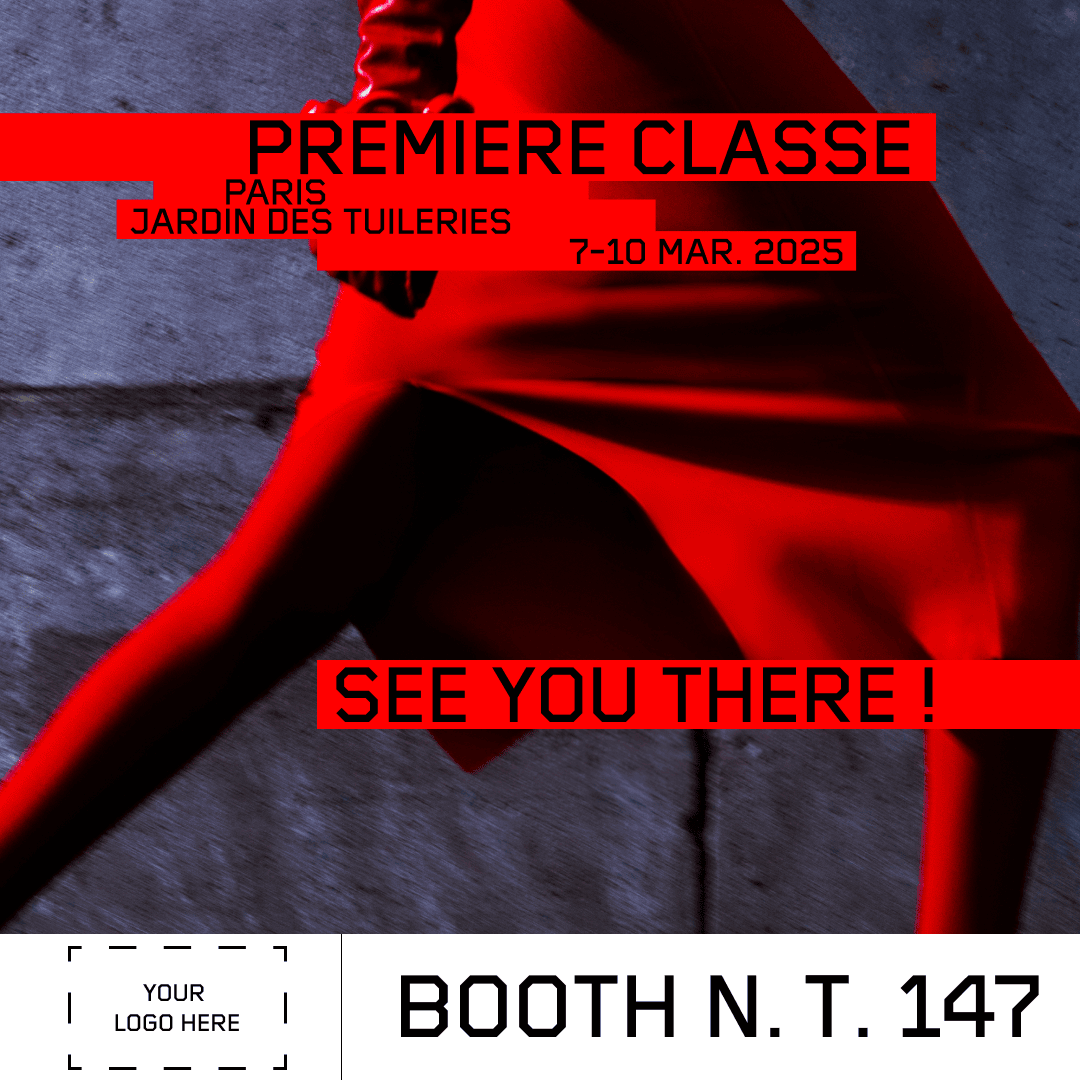 PREMIERE CLASSE
PARIS
JARDIN DES TUILERIES
7-10 MAR. 2025
SEE YOU THERE !
YOUR
LOGO HERE
BOOTH N. T. 147